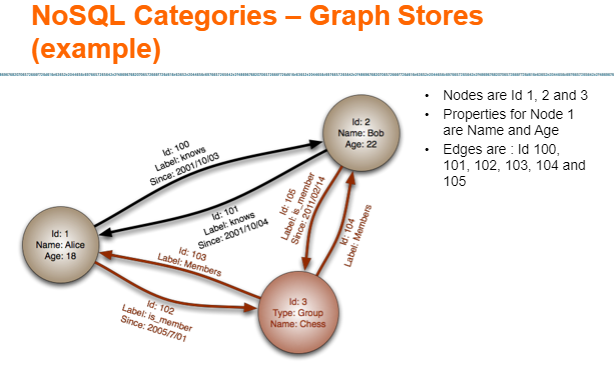 NoSQL Categories – Graph Stores
(example)
• Nodes are Id 1, 2 and 3
• Properties for Node 1
are Name and Age
• Edges are : Id 100,
101, 102, 103, 104 and
105
Id: 2
Name: Bob
Age: 22
Id: 100
Label: knows
Since: 2001/10/03
Id: 101
Label: knows
Since: 2001/10/04
Id: 105
Label: is_member
Since: 2011/02/14
Id: 104
Label: Members
Id: 1
Name: Alice
Age: 18
Id: 103
Label: Members
Id: 102
Label: is_member
Since: 2005/7/01
Id: 3
Type: Group
Name: Chess